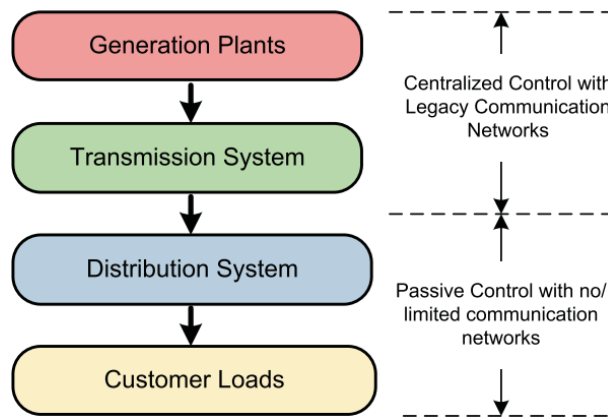 Generation Plants
Transmission System
Distribution System
Customer Loads
Centralized Control with
Legacy Communication
Networks
Passive Control with no/
limited communication
networks